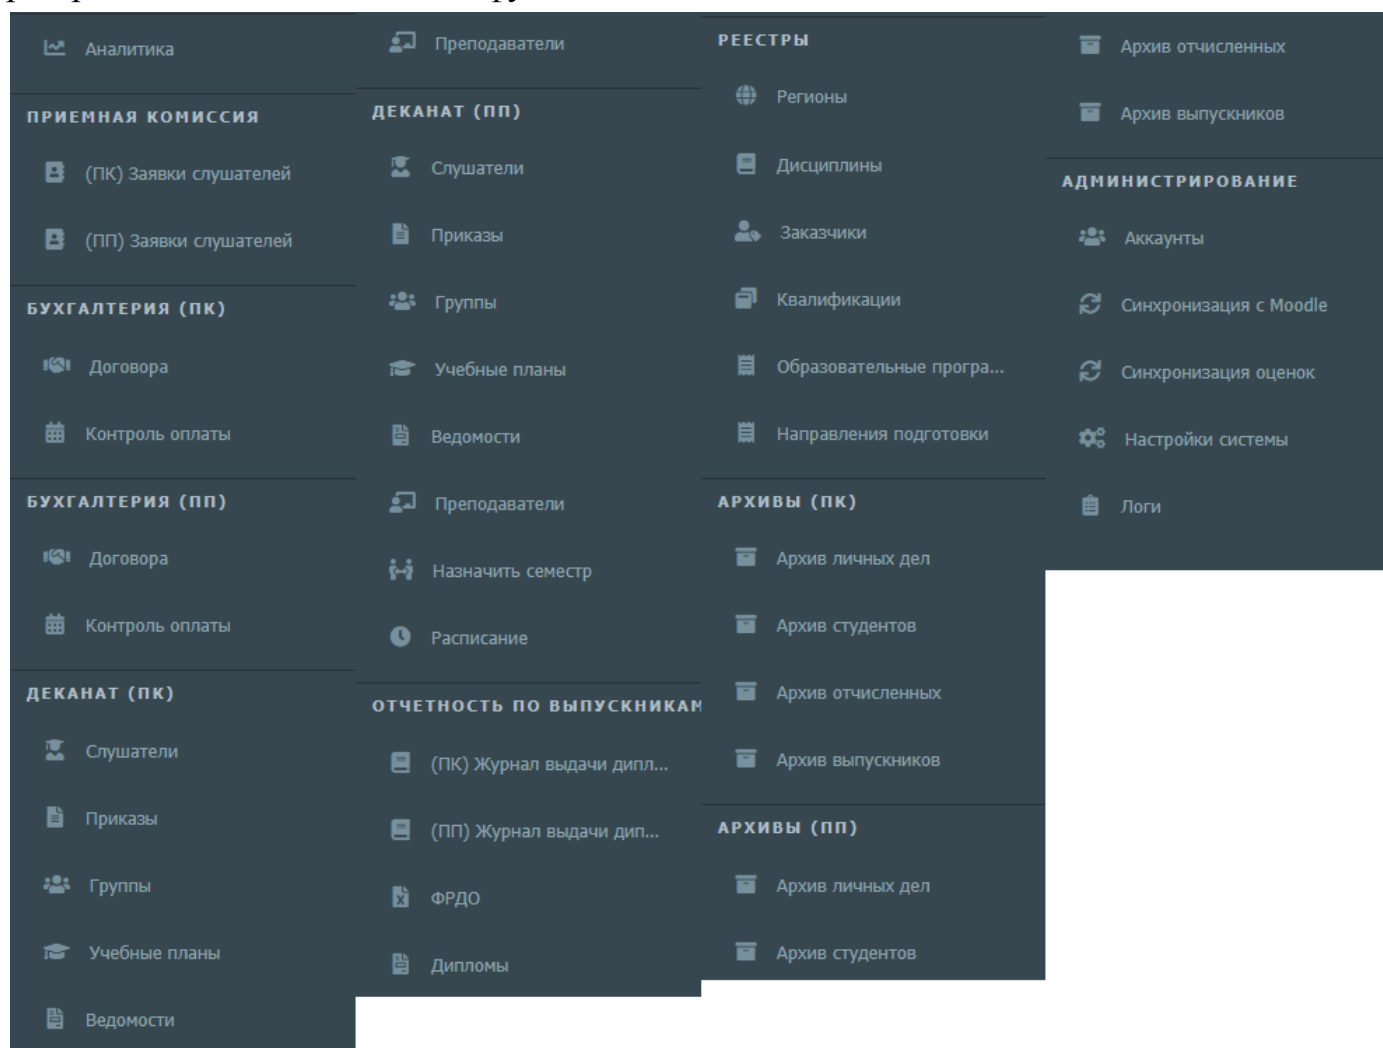 Аналитика
ПРИЕМНАЯ КОМИССИЯ
(ПК) Заявки слушателей
(ПП) Заявки слушателей
БУХГАЛТЕРИЯ (ПК)
Договора
Контроль оплаты
БУХГАЛТЕРИЯ (ПП)
Договора
Контроль оплаты
ДЕКАНАТ (ПК)
Слушатели
Приказы
Группы
Учебные планы
Ведомости
Преподаватели
ДЕКАНАТ (ПП)
Слушатели
Приказы
Группы
Учебные планы
Ведомости
Преподаватели
Назначить семестр
Расписание
ОТЧЕТНОСТЬ ПО ВЫПУСКНИКАМ
(ПК) Журнал выдачи дипл...
(ПП) Журнал выдачи дип...
ФРДО
Дипломы
РЕЕСТРЫ
Регионы
Дисциплины
Заказчики
Квалификации
Образовательные програ...
Направления подготовки
АРХИВЫ (ПК)
Архив личных дел
Архив студентов
Архив отчисленных
Архив выпускников
АРХИВЫ (ПП)
Архив личных дел
Архив студентов
Архив отчисленных
Архив выпускников
АДМИНИСТРИРОВАНИЕ
Аккаунты
Синхронизация с Moodle
Синхронизация оценок
Настройки системы
Логи